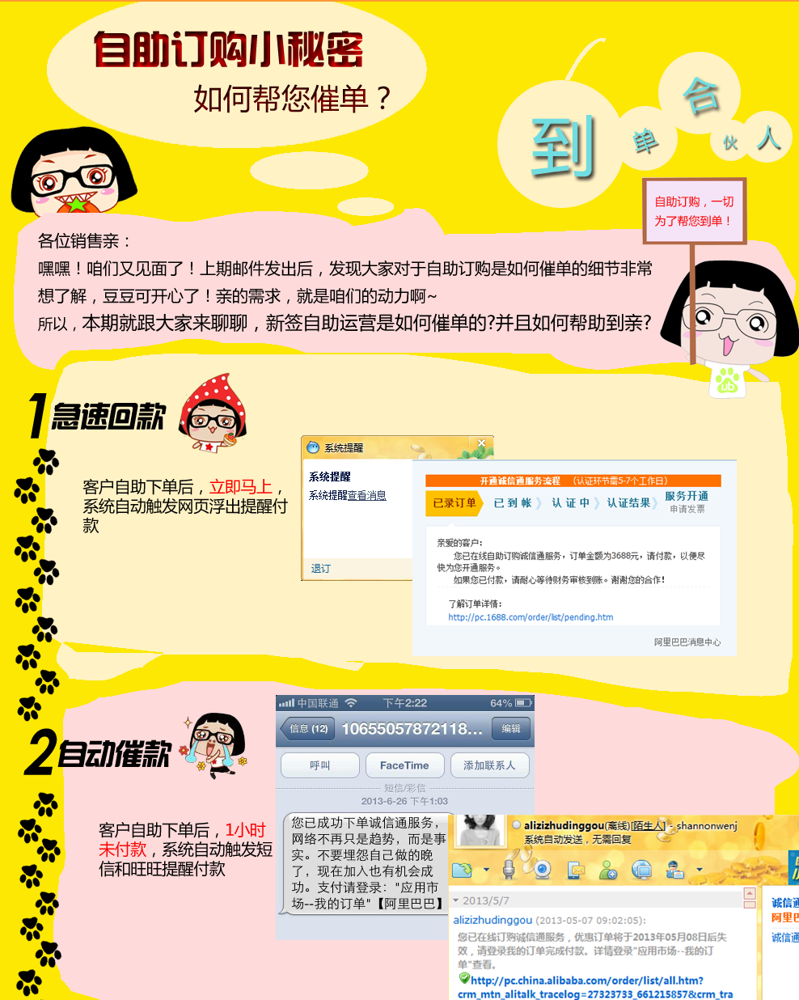 自助订购小秘密
如何帮您催单？
到单合伙人
自助订购，一切
为了帮您到单！
各位销售亲：
嘿嘿！咱们又见面了！上期邮件发出后，发现大家对于自助订购是如何催单的细节非常
想了解，豆豆可开心了！亲的需求，就是咱们的动力啊~
所以，本期就跟大家来聊聊，新签自助运营是如何催单的?并且如何帮助到亲?
1 急速回款
客户自助下单后，立即马上，
系统自动触发网页浮出提醒付
款
系统提醒
系统提醒
系统提醒查看消息
退订
开通诚信通服务流程 （认证环节需5-7个工作日）
已录订单 已到帐 认证中 认证结果 服务开通
申请发票
亲爱的客户：
您已在线自助订购诚信通服务，订单金额为3688元，请付款，以便尽
快为您开通服务。
如果您已付款，请耐心等待财务审核到账。谢谢您的合作!
了解订单详情:
http://pc.1688.com/order/list/pending.htm
阿里巴巴消息中心
2 自动催款
客户自助下单后，1小时
未付款，系统自动触发短
信和旺旺提醒付款
中国联通 下午2:22 64%
信息 (12) 10655057872118... 编辑
呼叫 FaceTime 添加联系人
短信/彩信
2013-6-26 下午1:03
您已成功下单诚信通服务，
网络不再只是趋势，而是事
实。不要埋怨自己做的晚
了，现在加入也有机会成
功。支付请登录："应用市
场--我的订单"【阿里巴巴】
alizizhudinggou(离线)[陌生人] - shannonwenj
系统自动发送，无需回复
2013/5/7
alizizhudinggou (2013-05-07 09:02:05):
您已在线订购诚信通服务，优惠订单将于2013年05月08日后失
效，请登录我的订单完成付款。详情登录"应用市场--我的订
单"查看。
http://pc.china.alibaba.com/order/list/all.htm?
crm_mtn_alitalk_tracelog=27323733_661215857&crm_tra
诚信通
阿里巴
诚信通
ub